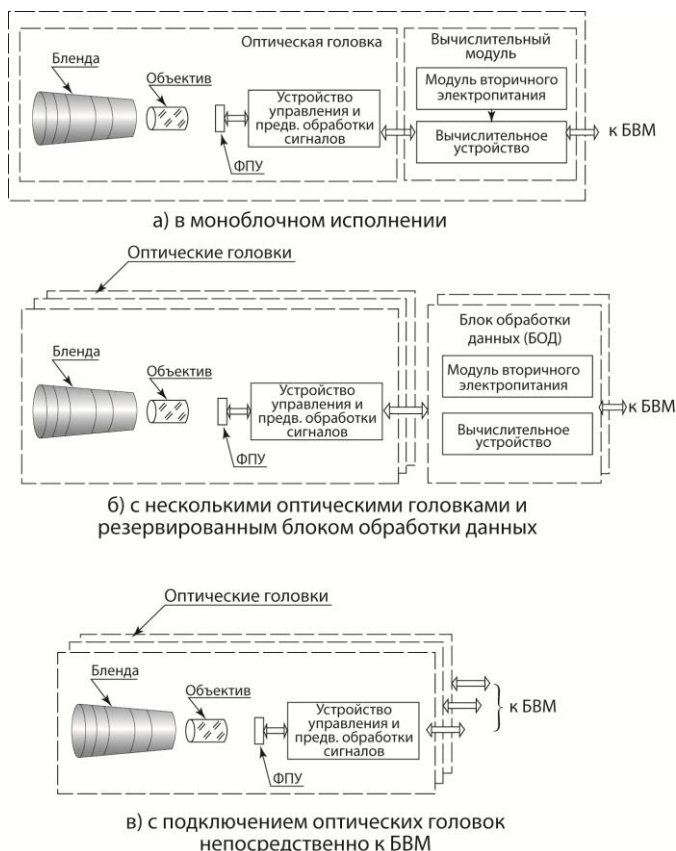 Оптическая головка
Вычислительный
модуль
Бленда
Объектив
Модуль вторичного
электропитания
Устройство
управления и
предв. обработки
сигналов
Вычислительное
устройство
к БВМ
ФПУ
а) в моноблочном исполнении
Оптические головки
Блок обработки
данных (БОД)
Бленда
Объектив
Модуль вторичного
электропитания
Устройство
управления и
предв. обработки
сигналов
Вычислительное
устройство
к БВМ
ФПУ
б) с несколькими оптическими головками и
резервированным блоком обработки данных
Оптические головки
Бленда
Объектив
Устройство
управления и
предв. обработки
сигналов
к БВМ
ФПУ
в) с подключением оптических головок
непосредственно к БВМ